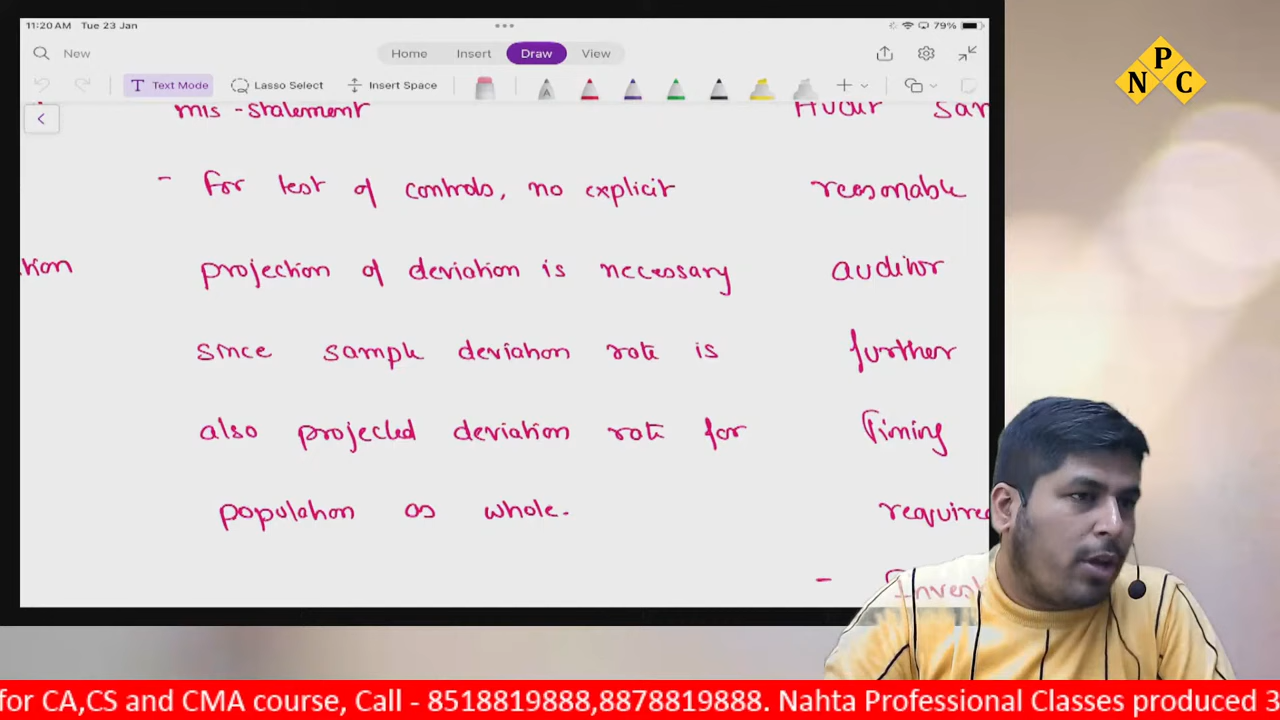 11:20 AM Tue 23 Jan
79%
New
Home Insert Draw View
Text Mode
Lasso Select
Insert Space
mis-statement
- For test of controls, no explicit
projection of deviation is necessary
since sample deviation rate is
also projected deviation rate for
population as whole.
reasonable
auditor
further
Timing
N P C
for CA,CS and CMA course, Call - 8518819888,8878819888. Nahta Professional Classes produced 3